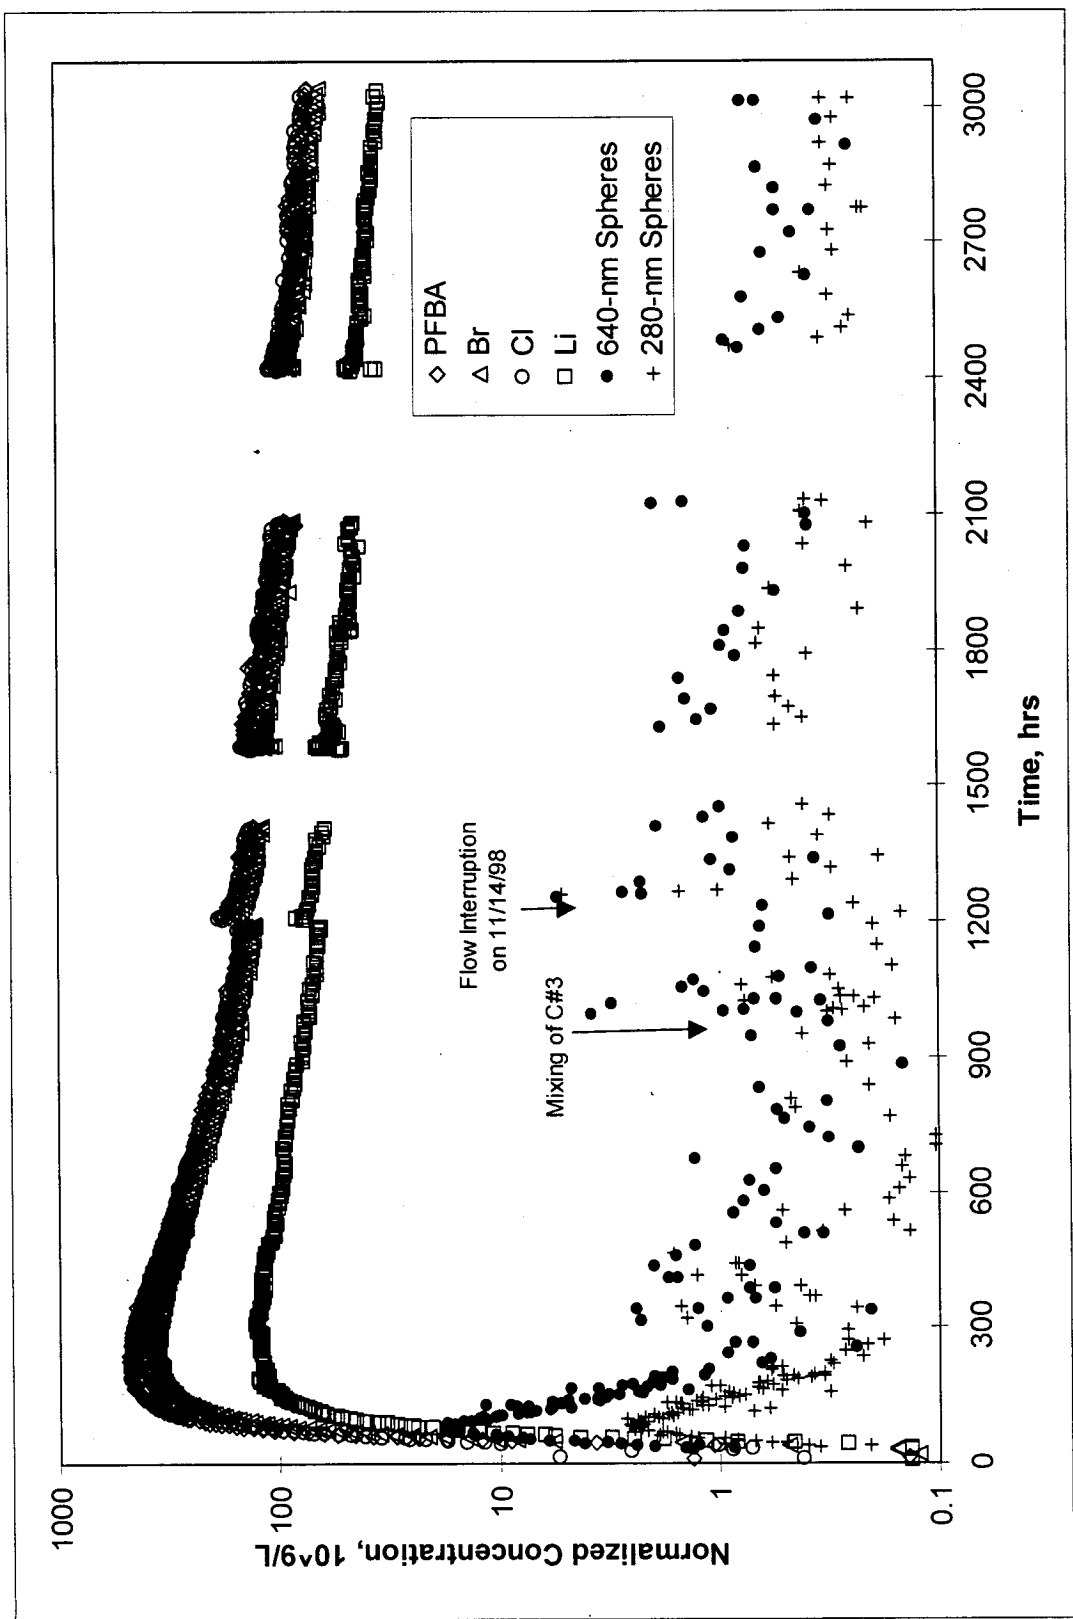 1000
100
10
1
0.1
Normalized Concentration, 10^9/L
0
300
600
900
1200
1500
1800
2100
2400
2700
3000
Time, hrs
Mixing of C#3
Flow Interruption
on 11/14/98
PFBA
Br
Cl
Li
640-nm Spheres
280-nm Spheres